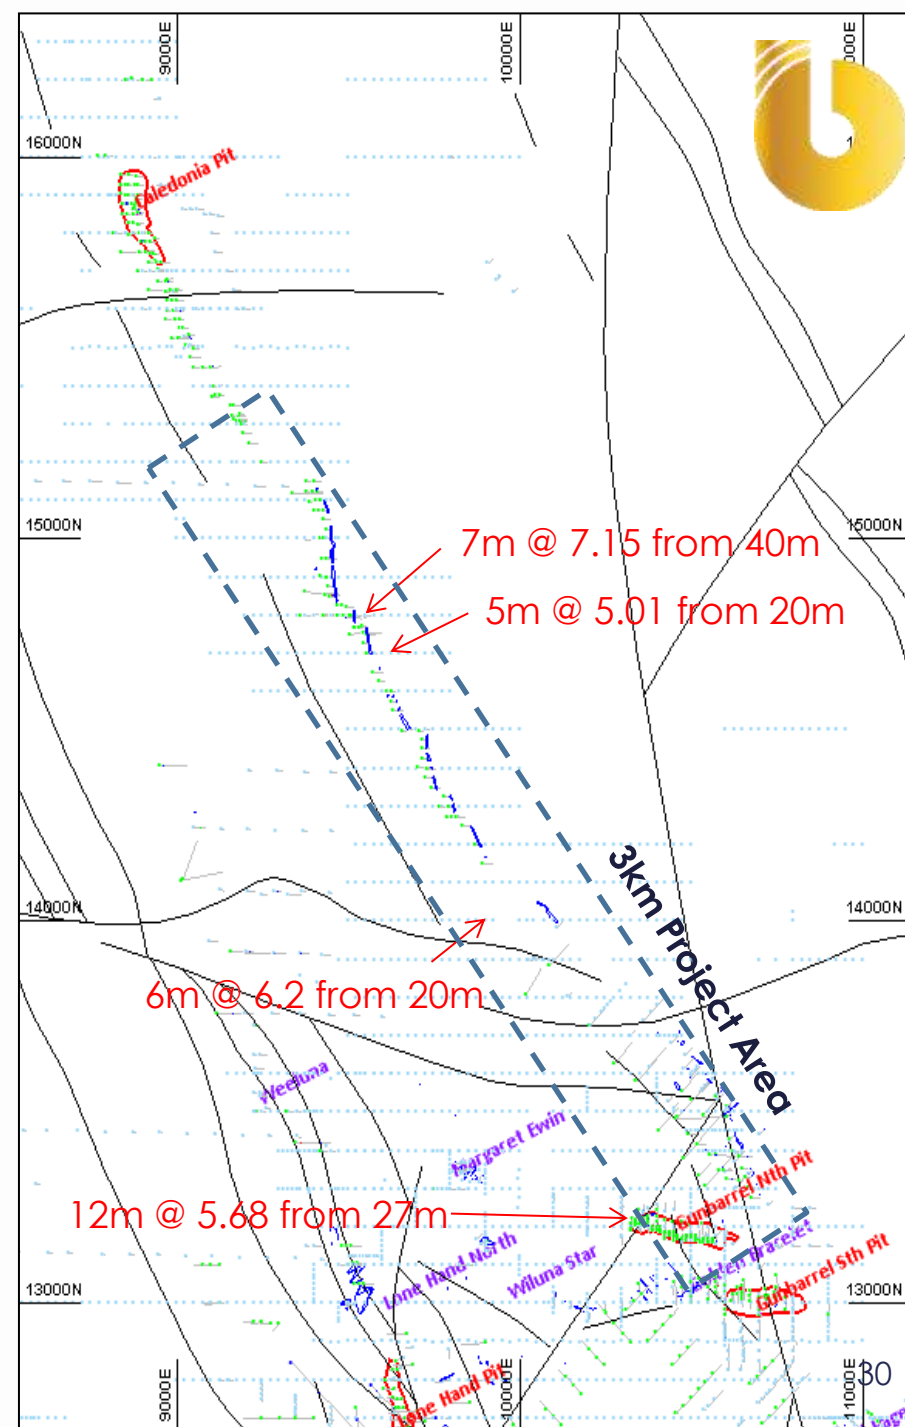 9000E
10000E
16000N
Caledonia Pit
15000N
15000N
7m @ 7.15 from 40m
5m @ 5.01 from 20m
3km Project Area
14000N
14000N
6m @ 6.2 from 20m
Weeluna
Margaret Ewin
Gunbarrel Nth Pit
12m @ 5.68 from 27m
Lone Hand North
Wiluna Star
Gunbarrel Sth Pit
13000N
13000N
Lone Hand Pit
9000E
10000E
11000E
30